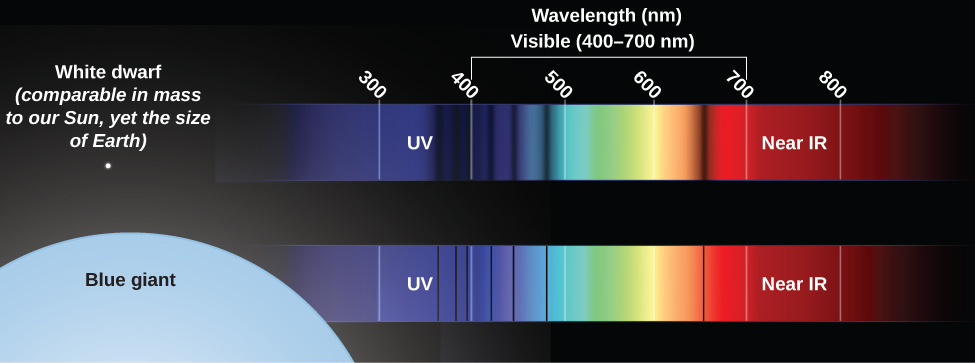 Wavelength (nm)
Visible (400–700 nm)
White dwarf
(comparable in mass
to our Sun, yet the size
of Earth)
300
400
500
600
700
800
UV
Near IR
Blue giant
UV
Near IR